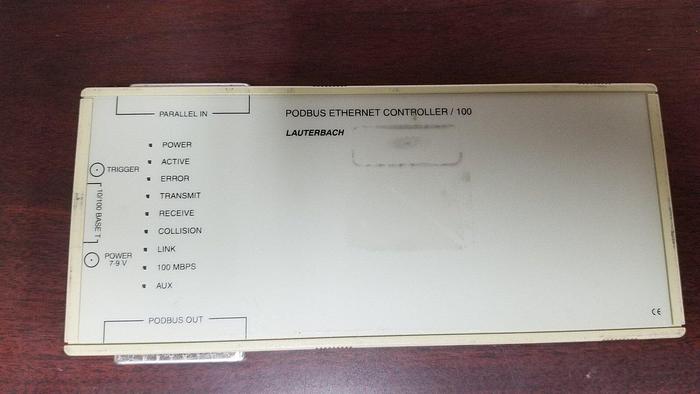 PARALLEL IN
PODBUS ETHERNET CONTROLLER / 100
LAUTERBACH
POWER
ACTIVE
ERROR
TRANSMIT
RECEIVE
COLLISION
LINK
100 MBPS
AUX
TRIGGER
10/100 BASE T
POWER
7-9 V
PODBUS OUT
CE